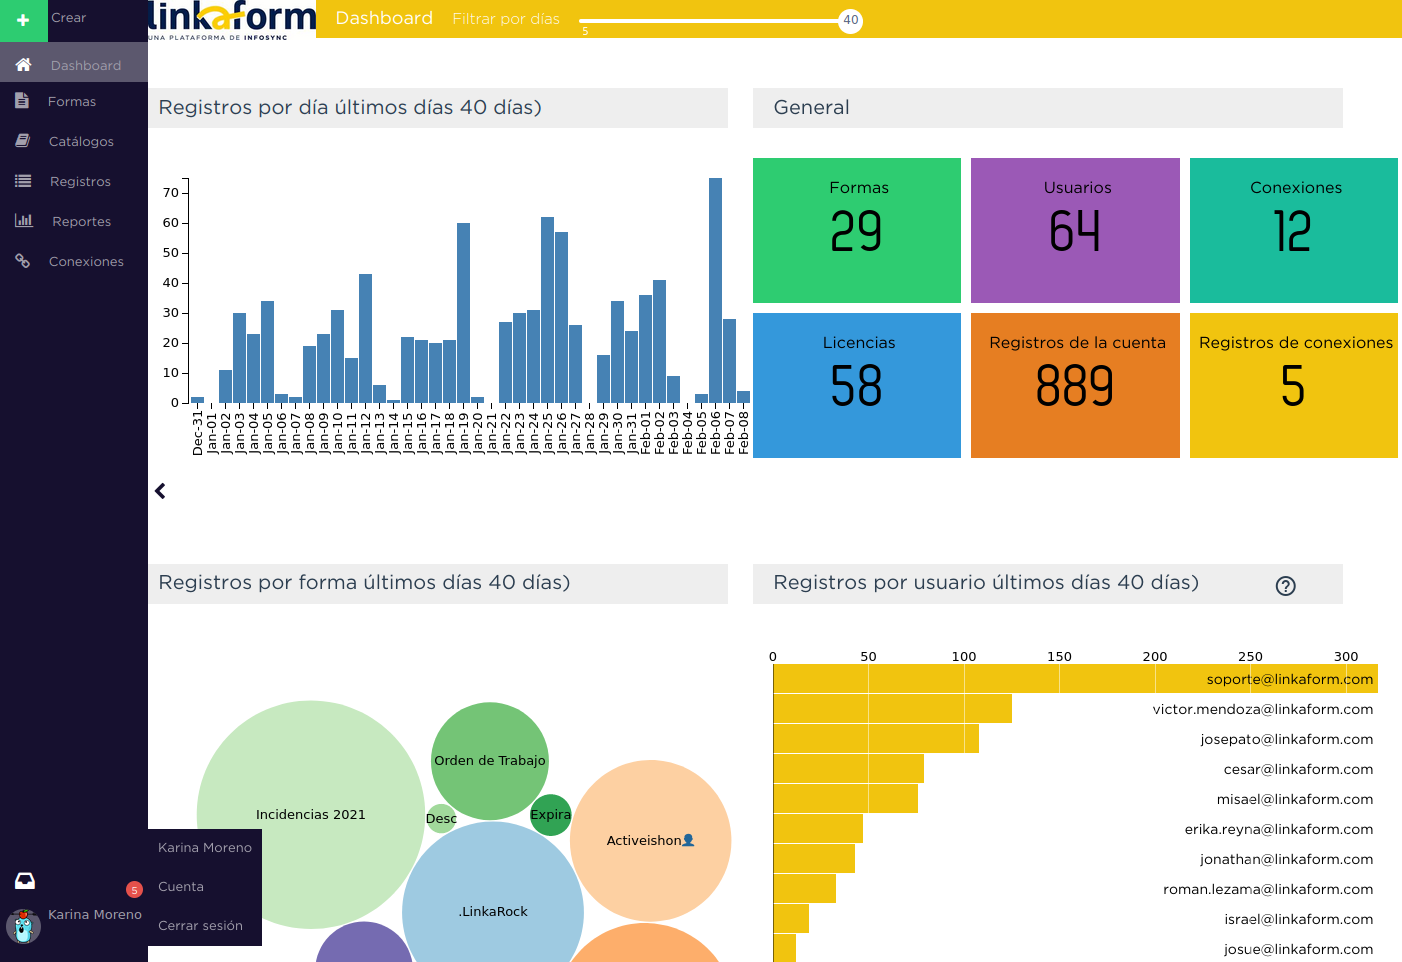 Crear
linkaform
UNA PLATAFORMA DE INFOSYNC
Dashboard
Filtrar por días
5
40
Dashboard
Formas
Catálogos
Registros
Reportes
Conexiones
Registros por día últimos días 40 días)
70
60
50
40
30
20
10
0
Dec-31
Jan-01
Jan-02
Jan-03
Jan-04
Jan-05
Jan-06
Jan-07
Jan-08
Jan-09
Jan-10
Jan-11
Jan-12
Jan-13
Jan-14
Jan-15
Jan-16
Jan-17
Jan-18
Jan-19
Jan-20
Jan-21
Jan-22
Jan-23
Jan-24
Jan-25
Jan-26
Jan-27
Jan-28
Jan-29
Jan-30
Jan-31
Feb-01
Feb-02
Feb-03
Feb-04
Feb-05
Feb-06
Feb-07
Feb-08
General
Formas
29
Usuarios
64
Conexiones
12
Licencias
58
Registros de la cuenta
889
Registros de conexiones
5
Registros por forma últimos días 40 días)
Incidencias 2021
Orden de Trabajo
Desc
Expira
Activeishon👤
.LinkaRock
Registros por usuario últimos días 40 días)
0 50 100 150 200 250 300
soporte@linkaform.com
victor.mendoza@linkaform.com
josepato@linkaform.com
cesar@linkaform.com
misael@linkaform.com
erika.reyna@linkaform.com
jonathan@linkaform.com
roman.lezama@linkaform.com
israel@linkaform.com
josue@linkaform.com
5
Karina Moreno
Karina Moreno
Cuenta
Cerrar sesión